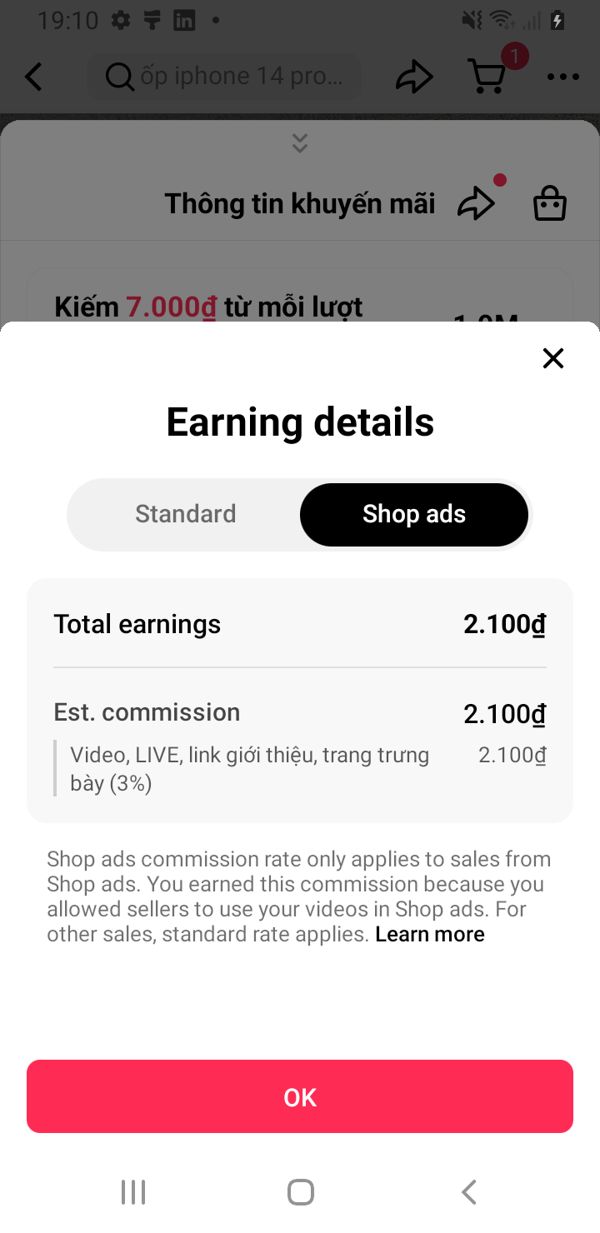 19:10
ốp iphone 14 pro...
1
Thông tin khuyến mãi
Kiếm 7.000₫ từ mỗi lượt
Earning details
Standard
Shop ads
Total earnings
2.100₫
Est. commission
2.100₫
Video, LIVE, link giới thiệu, trang trưng
2.100₫
bày (3%)
Shop ads commission rate only applies to sales from
Shop ads. You earned this commission because you
allowed sellers to use your videos in Shop ads. For
other sales, standard rate applies. Learn more
OK